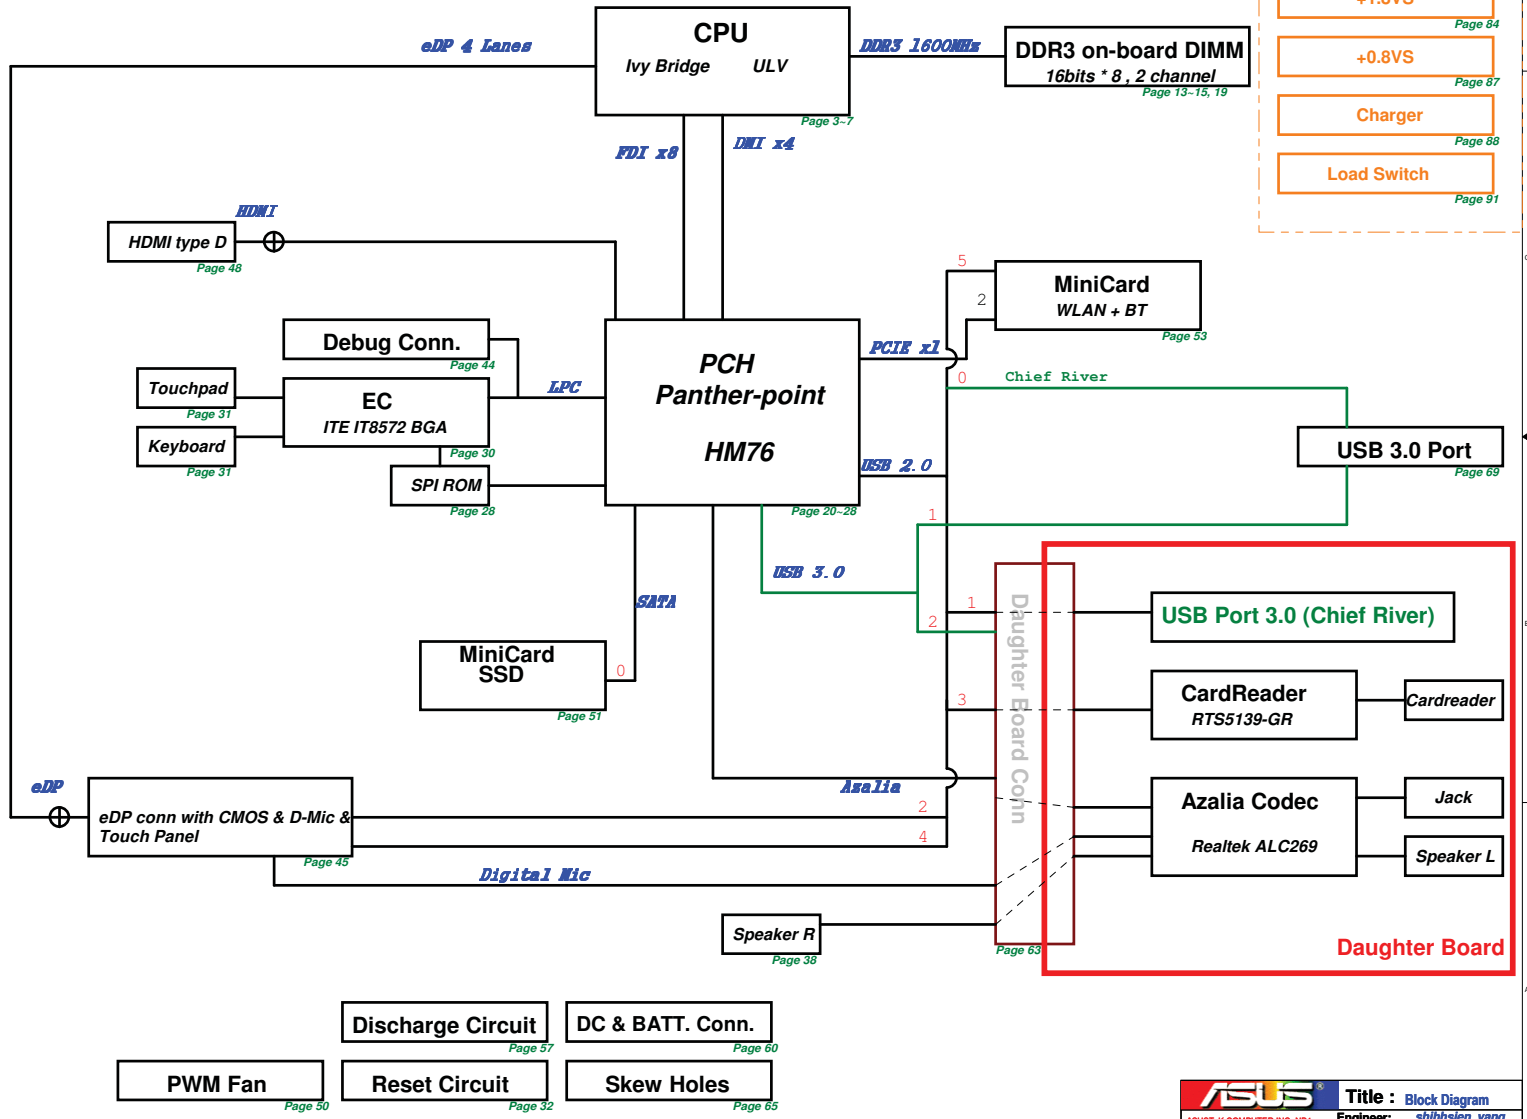 CPU
Ivy Bridge ULV
Page 3~7
eDP 4 Lanes
DDR3 1600MHz
DDR3 on-board DIMM
16bits * 8 , 2 channel
Page 13~15, 19
Page 84
+0.8VS
Page 87
Charger
Page 88
Load Switch
Page 91
FDI x8
DMI x4
HDMI
HDMI type D
Page 48
5
2
MiniCard
WLAN + BT
Page 53
Debug Conn.
Page 44
PCH
Panther-point
HM76
Page 20~28
PCIE x1
0
Chief River
Touchpad
Page 31
EC
ITE IT8572 BGA
Page 30
LPC
Keyboard
Page 31
SPI ROM
Page 28
USB 2.0
USB 3.0 Port
Page 69
1
USB 3.0
SATA
1
2
Daughter Board Conn
USB Port 3.0 (Chief River)
MiniCard
SSD
0
Page 51
3
CardReader
RTS5139-GR
Cardreader
eDP
eDP conn with CMOS & D-Mic &
Touch Panel
Page 45
Azalia
2
4
Azalia Codec
Realtek ALC269
Jack
Speaker L
Digital Mic
Speaker R
Page 38
Page 63
Daughter Board
Discharge Circuit
Page 57
DC & BATT. Conn.
Page 60
PWM Fan
Page 50
Reset Circuit
Page 32
Skew Holes
Page 65
ASUS
Title : Block Diagram
Engineer: